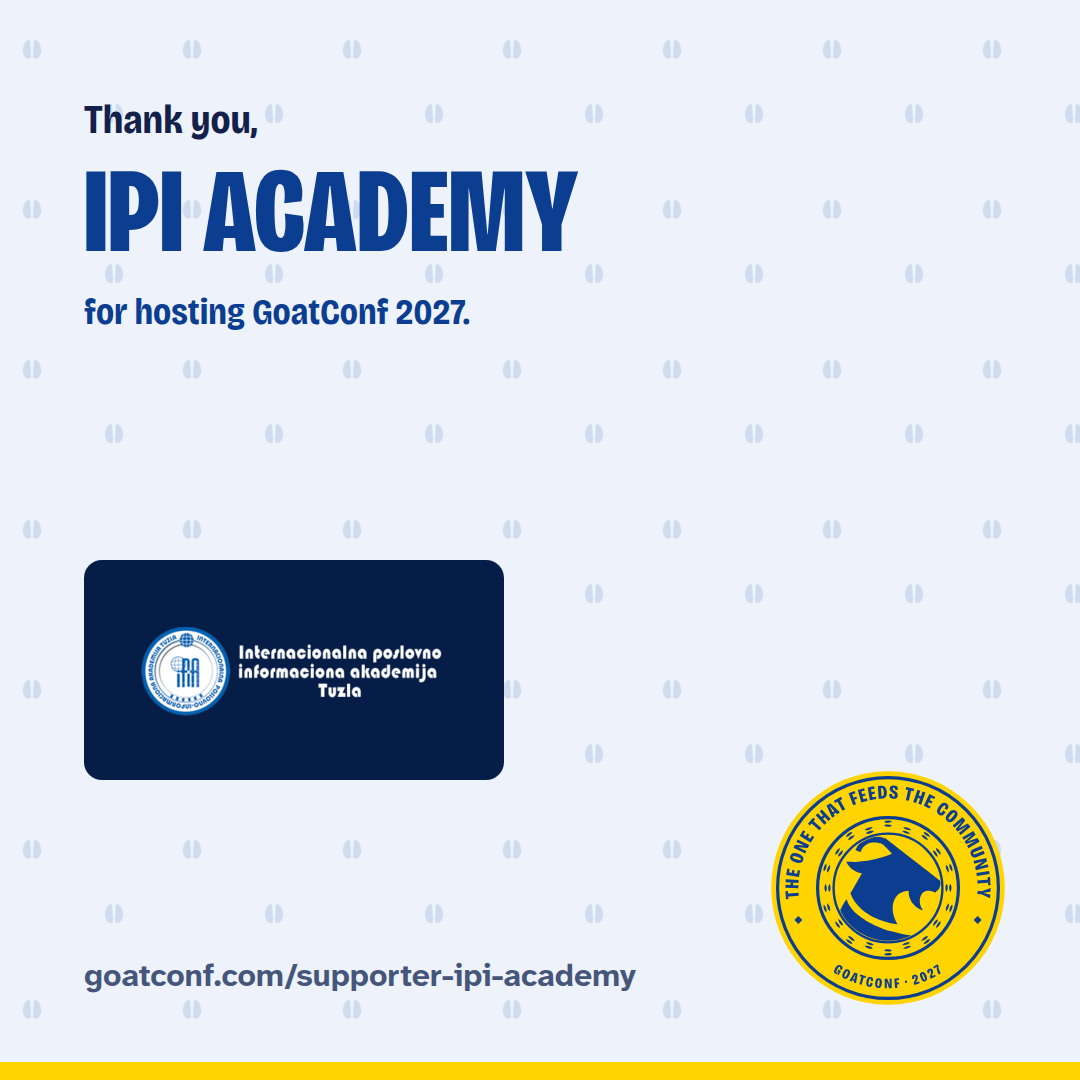 Thank you,
IPI ACADEMY
for hosting GoatConf 2027.
Internacionalna poslovno
informaciona akademija
Tuzla
THE ONE THAT FEEDS THE COMMUNITY
GOATCONF · 2027
goatconf.com/supporter-ipi-academy